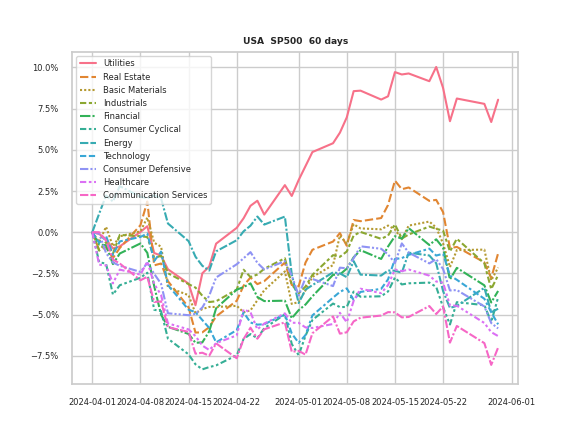 USA  SP500  60 days
10.0%
7.5%
5.0%
2.5%
0.0%
−2.5%
−5.0%
−7.5%
Utilities
Real Estate
Basic Materials
Industrials
Financial
Consumer Cyclical
Energy
Technology
Consumer Defensive
Healthcare
Communication Services
2024-04-01 2024-04-08 2024-04-15 2024-04-22 2024-05-01 2024-05-08 2024-05-15 2024-05-22 2024-06-01